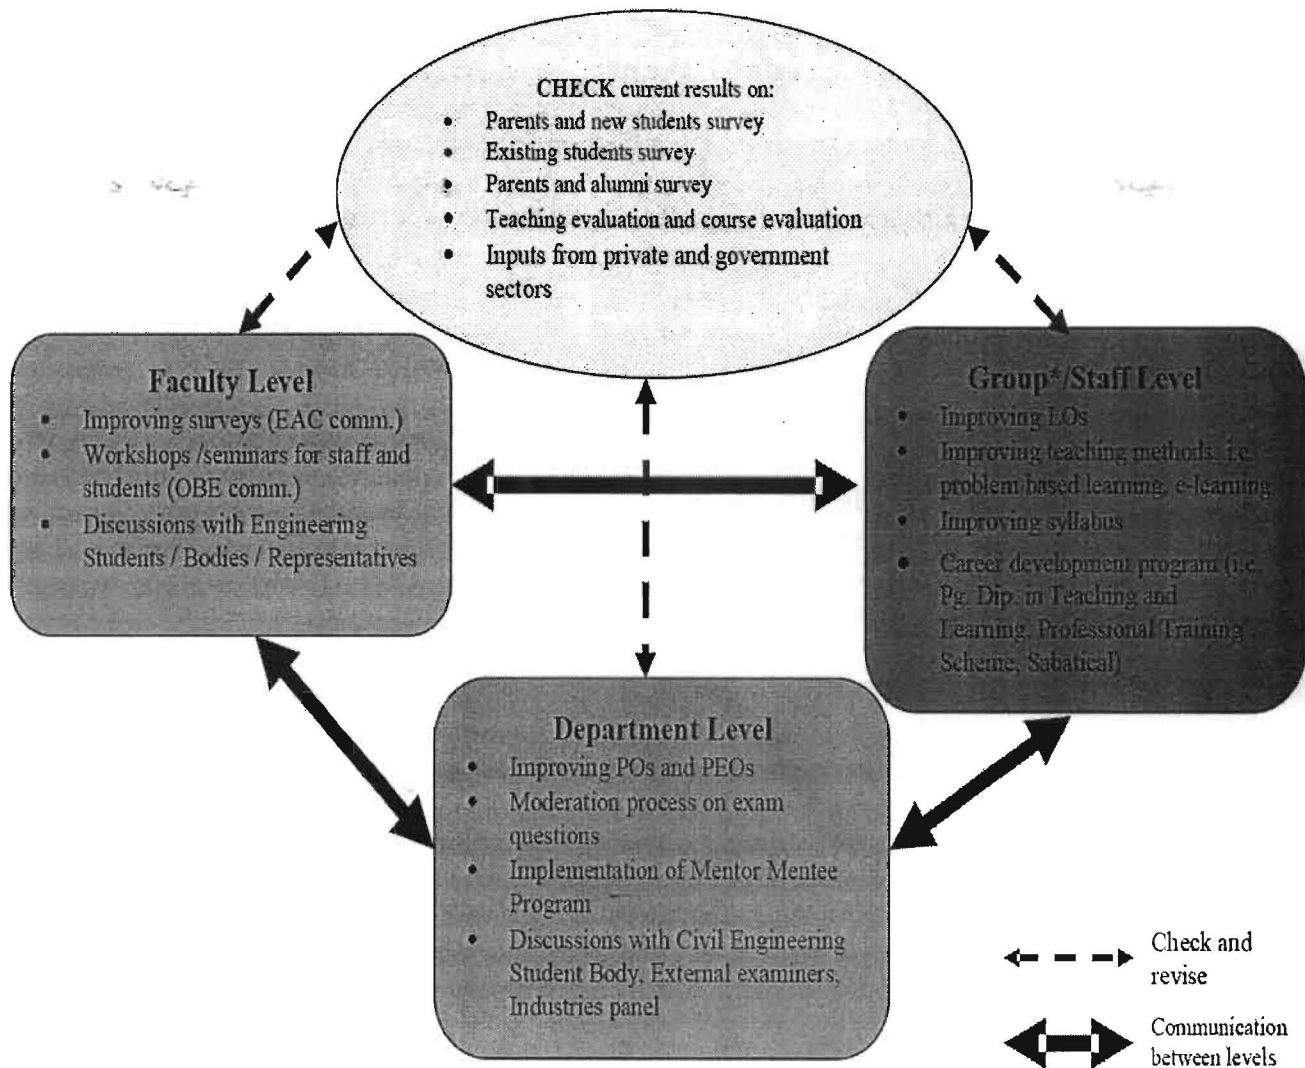 CHECK current results on:
• Parents and new students survey
• Existing students survey
• Parents and alumni survey
• Teaching evaluation and course evaluation
• Inputs from private and government
sectors
Faculty Level
• Improving surveys (EAC comm.)
• Workshops /seminars for staff and
students (OBE comm.)
• Discussions with Engineering
Students / Bodies / Representatives
Group*/Staff Level
• Improving LOs
• Improving teaching methods, i.e.
problem based learning, e-learning
• Improving syllabus
• Career development program (i.e.
Pg. Dip. in Teaching and
Learning, Professional Training
Scheme, Sabatical)
Department Level
• Improving POs and PEOs
• Moderation process on exam
questions
• Implementation of Mentor Mentee
Program
• Discussions with Civil Engineering
Student Body, External examiners,
Industries panel
Check and
revise
Communication
between levels